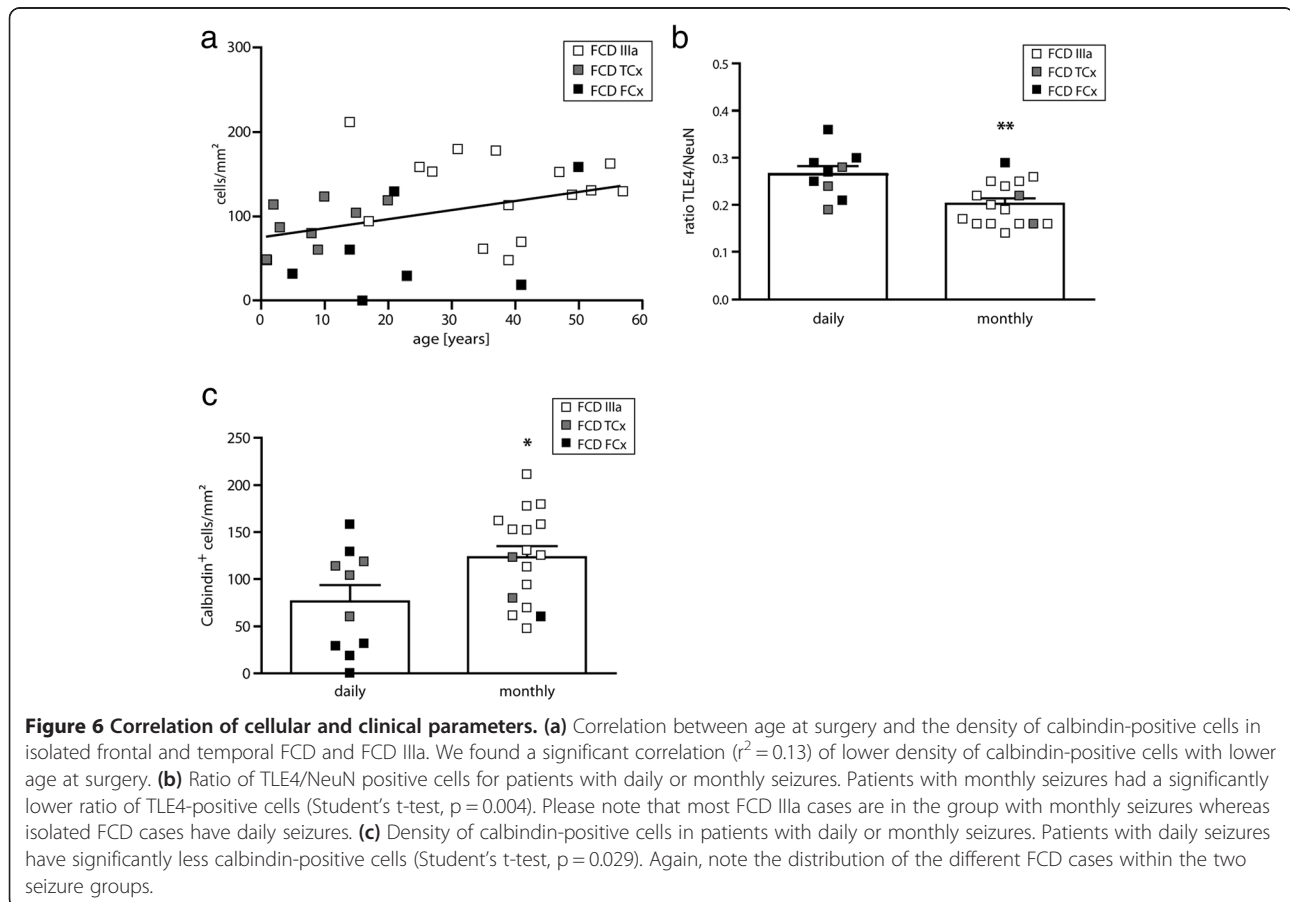 a
300
200
100
0
cells/mm²
0 10 20 30 40 50 60
age [years]
FCD IIIa
FCD TCx
FCD FCx
b
FCD IIIa
FCD TCx
FCD FCx
0.5
0.4
0.3
0.2
0.1
0.0
ratio TLE4/NeuN
**
daily monthly
c
FCD IIIa
FCD TCx
FCD FCx
250
200
150
100
50
0
Calbindin⁺ cells/mm²
*
daily monthly
Figure 6 Correlation of cellular and clinical parameters. (a) Correlation between age at surgery and the density of calbindin-positive cells in
isolated frontal and temporal FCD and FCD IIIa. We found a significant correlation (r² = 0.13) of lower density of calbindin-positive cells with lower
age at surgery. (b) Ratio of TLE4/NeuN positive cells for patients with daily or monthly seizures. Patients with monthly seizures had a significantly
lower ratio of TLE4-positive cells (Student's t-test, p = 0.004). Please note that most FCD IIIa cases are in the group with monthly seizures whereas
isolated FCD cases have daily seizures. (c) Density of calbindin-positive cells in patients with daily or monthly seizures. Patients with daily seizures
have significantly less calbindin-positive cells (Student's t-test, p = 0.029). Again, note the distribution of the different FCD cases within the two
seizure groups.